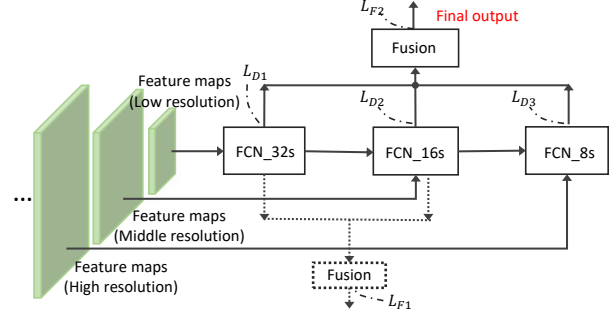 L_{F2}
Final output
Fusion
Feature maps
(Low resolution)
L_{D1}
L_{D2}
L_{D3}
FCN_32s
FCN_16s
FCN_8s
...
Feature maps
(Middle resolution)
Feature maps
(High resolution)
Fusion
L_{F1}